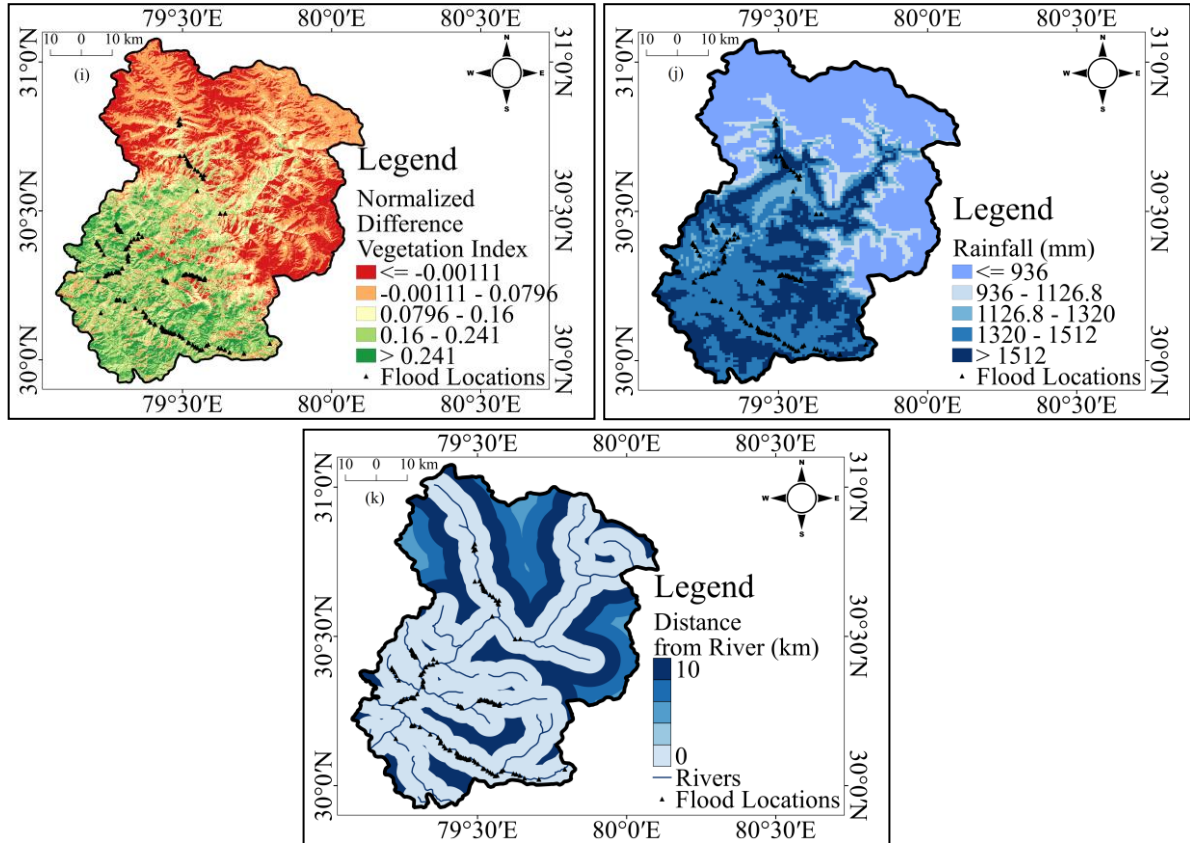 79°30′E 80°0′E 80°30′E
10 0 10 km
(i)
N
W E
S
31°0′N
30°30′N
30°0′N
31°0′N
30°30′N
30°0′N
Legend
Normalized
Difference
Vegetation Index
<= -0.00111
-0.00111 - 0.0796
0.0796 - 0.16
0.16 - 0.241
> 0.241
Flood Locations
79°30′E 80°0′E 80°30′E
79°30′E 80°0′E 80°30′E
10 0 10 km
(j)
N
W E
S
31°0′N
30°30′N
30°0′N
31°0′N
30°30′N
30°0′N
Legend
Rainfall (mm)
<= 936
936 - 1126.8
1126.8 - 1320
1320 - 1512
> 1512
Flood Locations
79°30′E 80°0′E 80°30′E
79°30′E 80°0′E 80°30′E
10 0 10 km
(k)
N
W E
S
31°0′N
30°30′N
30°0′N
31°0′N
30°30′N
30°0′N
Legend
Distance
from River (km)
10
0
Rivers
Flood Locations
79°30′E 80°0′E 80°30′E